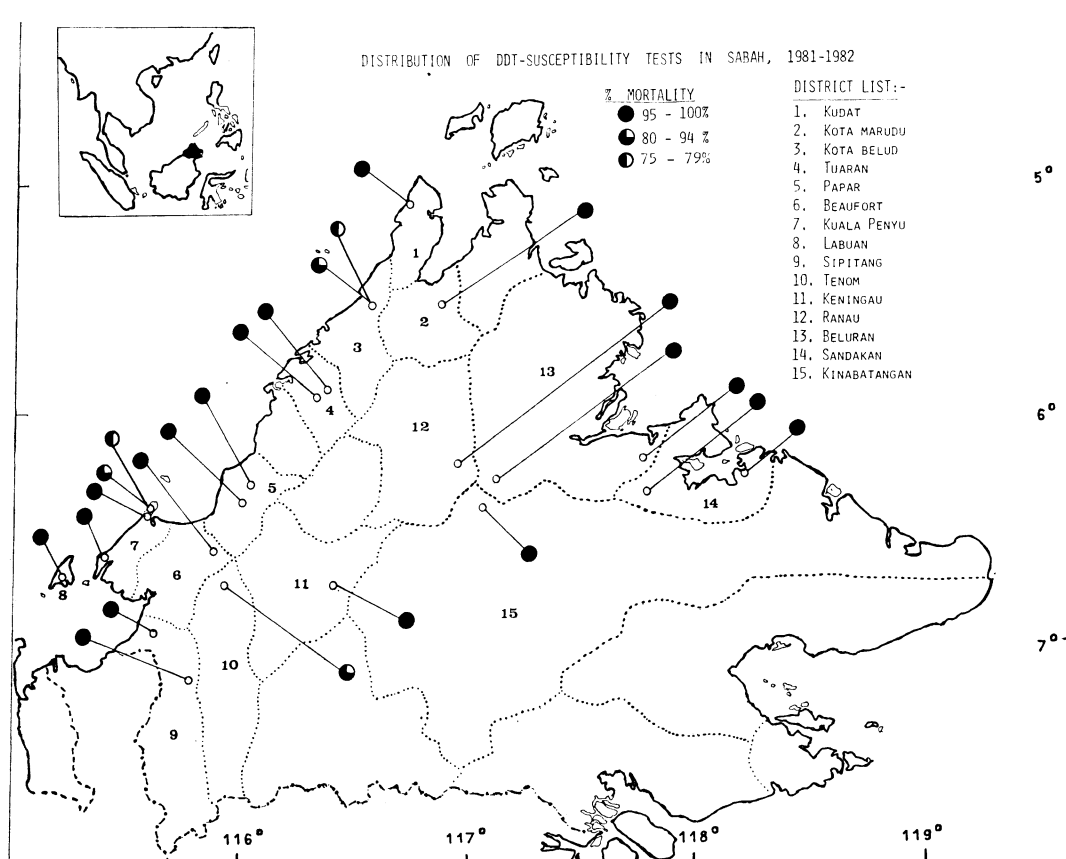 DISTRIBUTION OF DDT-SUSCEPTIBILITY TESTS IN SABAH, 1981-1982
% MORTALITY
95 - 100%
80 - 94 %
75 - 79%
DISTRICT LIST:-
1. KUDAT
2. KOTA MARUDU
3. KOTA BELUD
4. TUARAN
5. PAPAR
6. BEAUFORT
7. KUALA PENYU
8. LABUAN
9. SIPITANG
10. TENOM
11. KENINGAU
12. RANAU
13. BELURAN
14. SANDAKAN
15. KINABATANGAN
5°
1
2
3
13
4
6°
12
5
14
7
6
8
11
15
7°
10
9
116°
117°
118°
119°